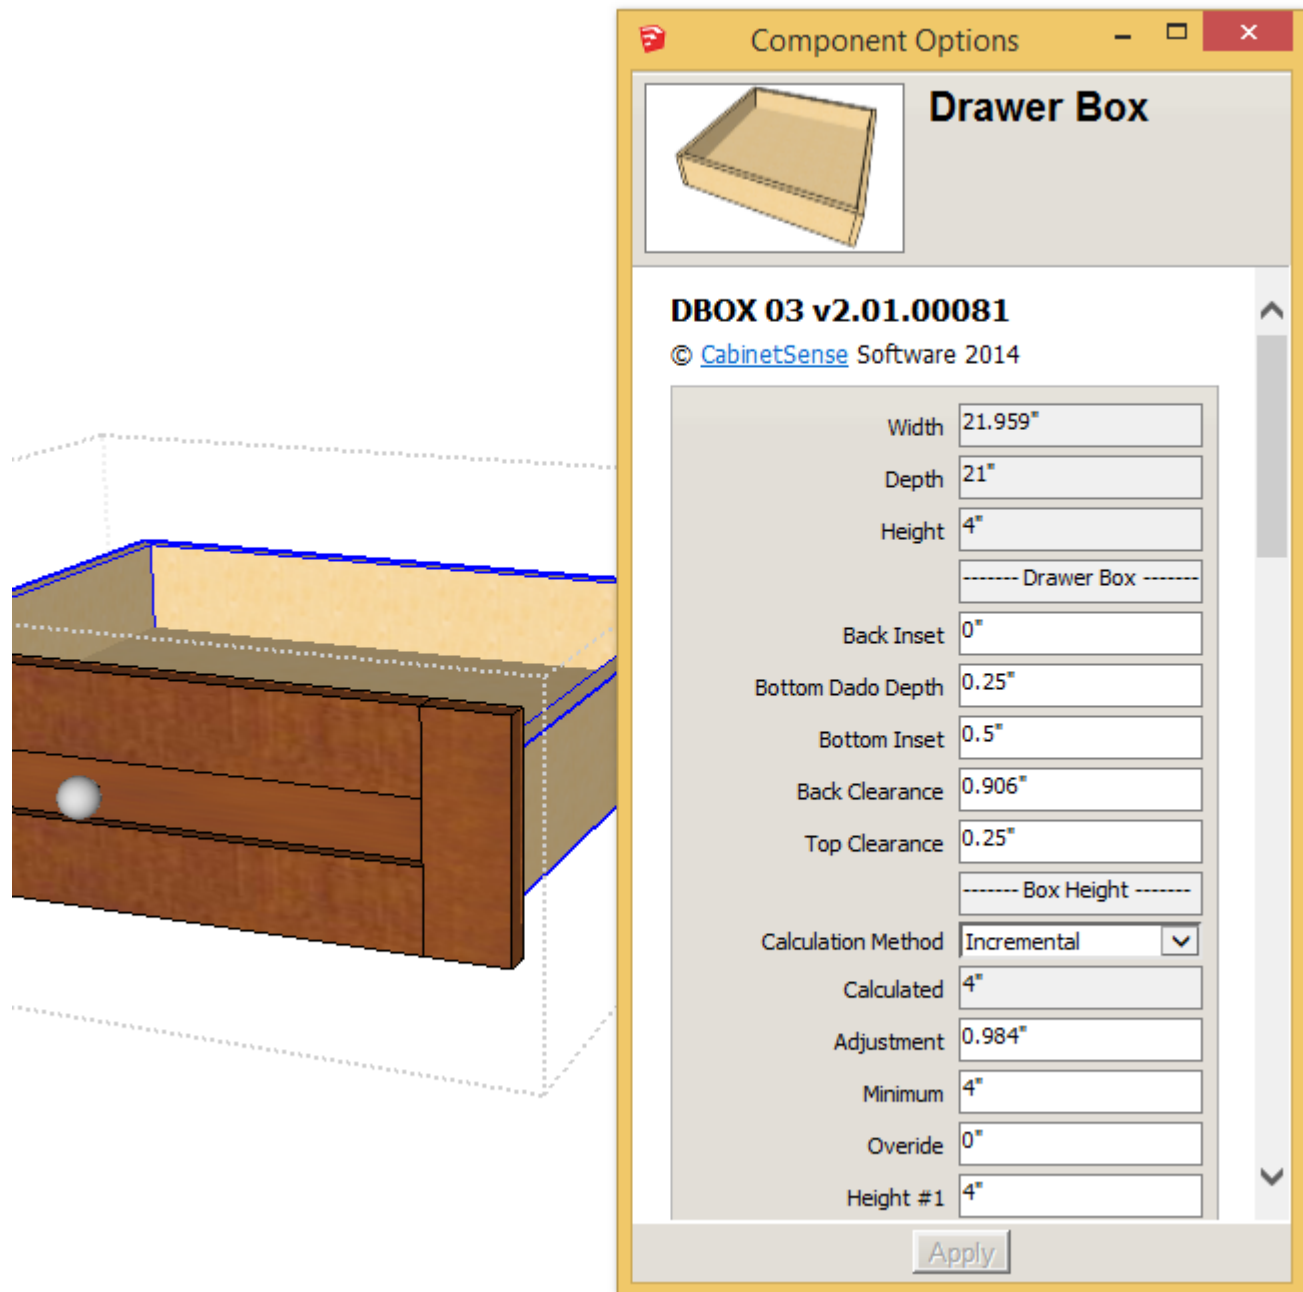 Component Options
Drawer Box
DBOX 03 v2.01.00081
© CabinetSense Software 2014
Width 21.959"
Depth 21"
Height 4"
------- Drawer Box -------
Back Inset 0"
Bottom Dado Depth 0.25"
Bottom Inset 0.5"
Back Clearance 0.906"
Top Clearance 0.25"
------- Box Height -------
Calculation Method Incremental
Calculated 4"
Adjustment 0.984"
Minimum 4"
Overide 0"
Height #1 4"
Apply